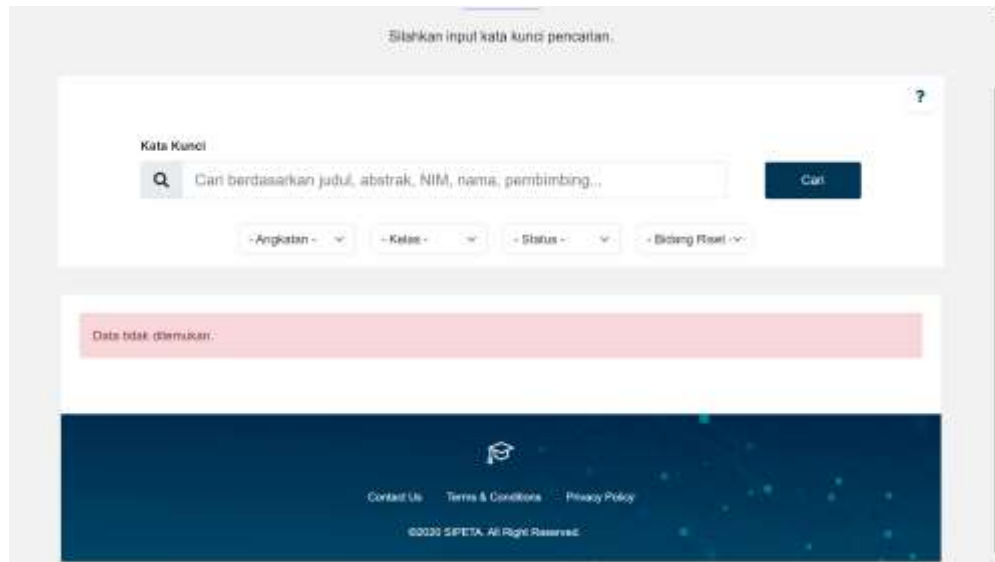 Silahkan input kata kunci pencarian.
?
Kata Kunci
Cari berdasarkan judul, abstrak, NIM, nama, pembimbing...
Cari
- Angkatan -
- Kelas -
- Status -
- Bidang Riset -
Data tidak ditemukan.
Contact Us Terms & Conditions Privacy Policy
©2020 SIPETA. All Right Reserved.